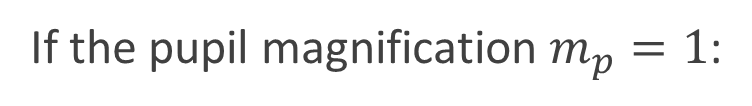 If the pupil magnification $m_p = 1$: